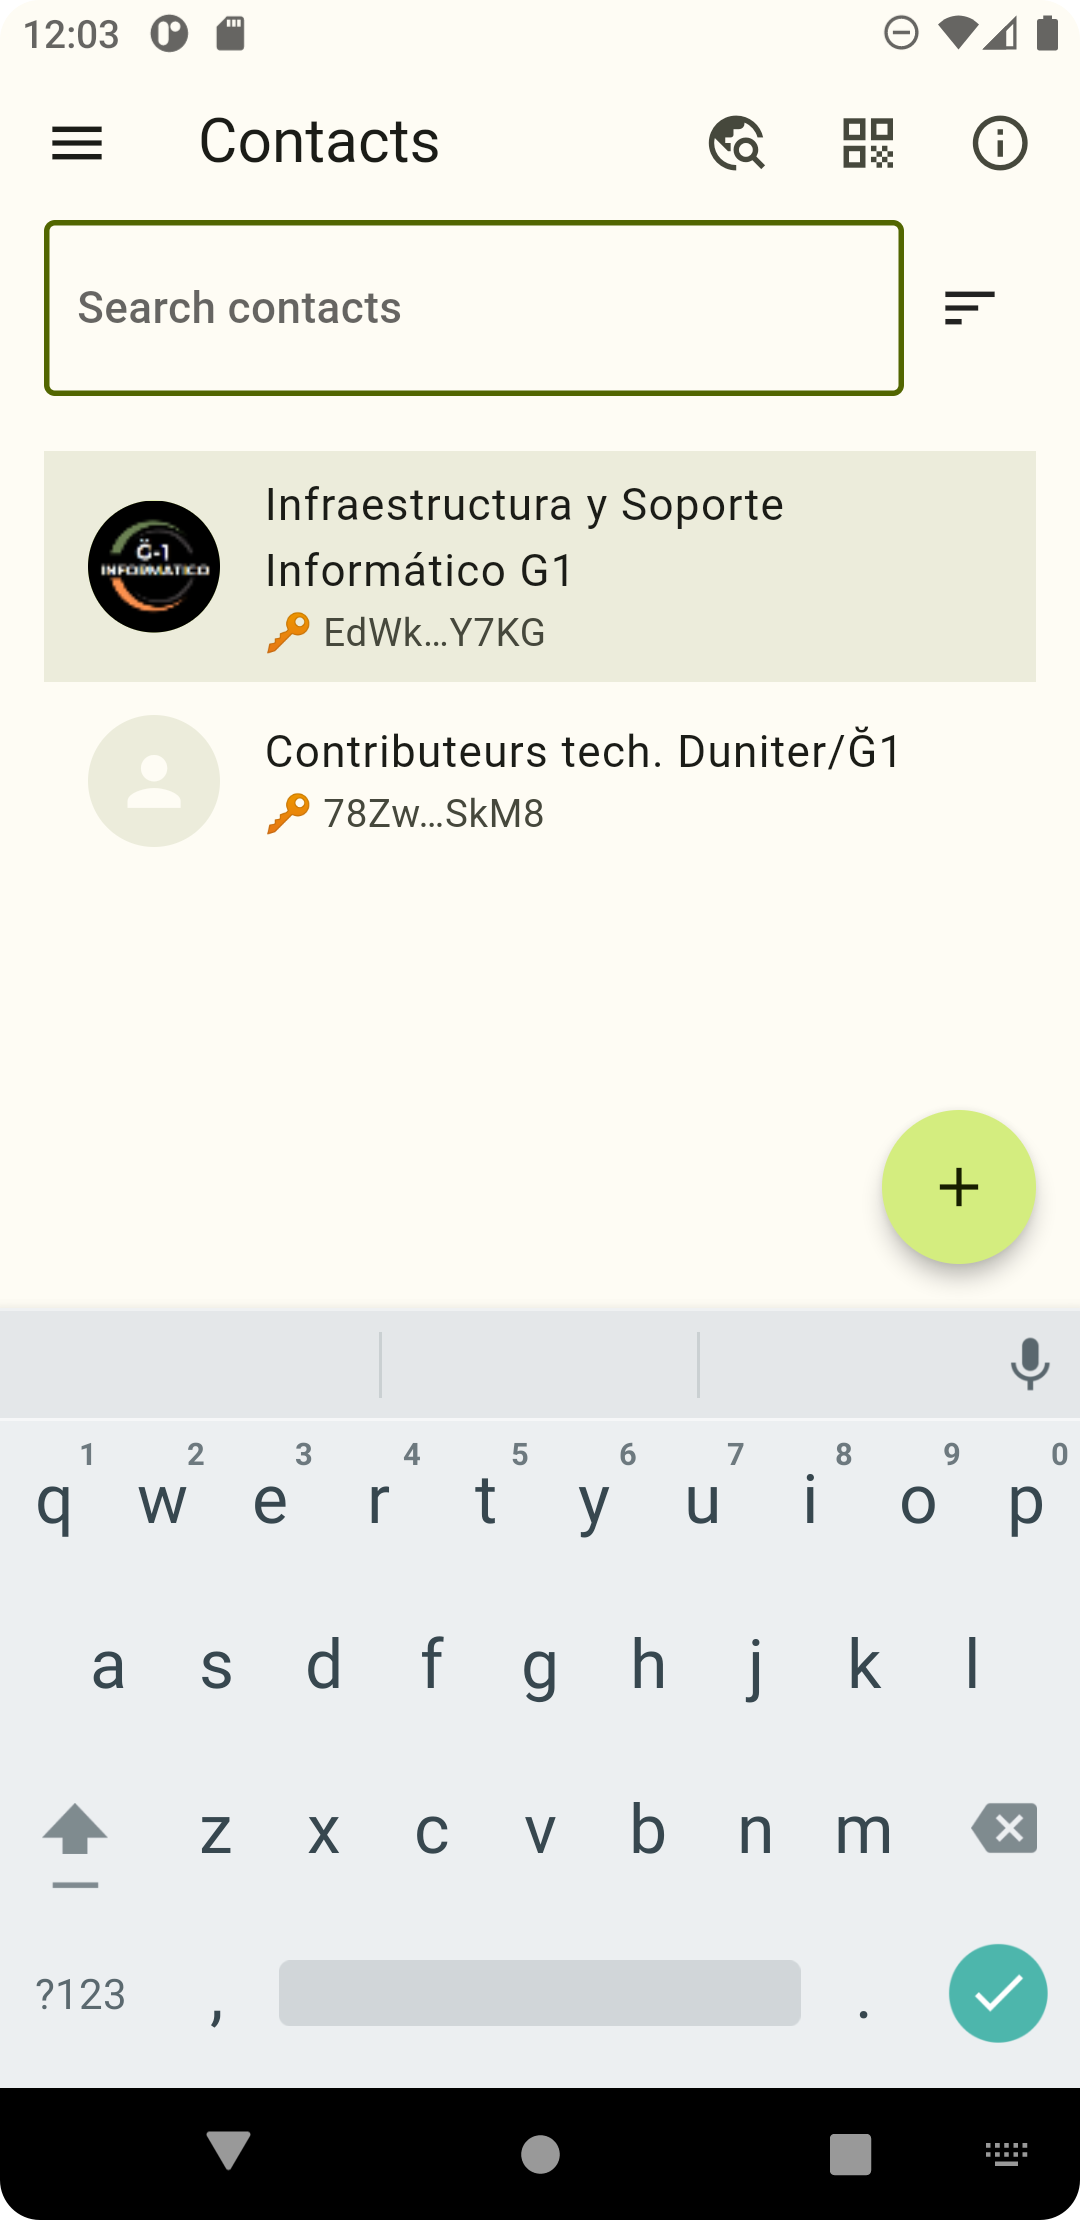 12:03
Contacts
Search contacts
Infraestructura y Soporte
Informático G1
Ğ-1
INFORMATICO
🔑 EdWk…Y7KG
Contributeurs tech. Duniter/Ğ1
🔑 78Zw…SkM8
1 2 3 4 5 6 7 8 9 0
q w e r t y u i o p
a s d f g h j k l
z x c v b n m
?123 , .